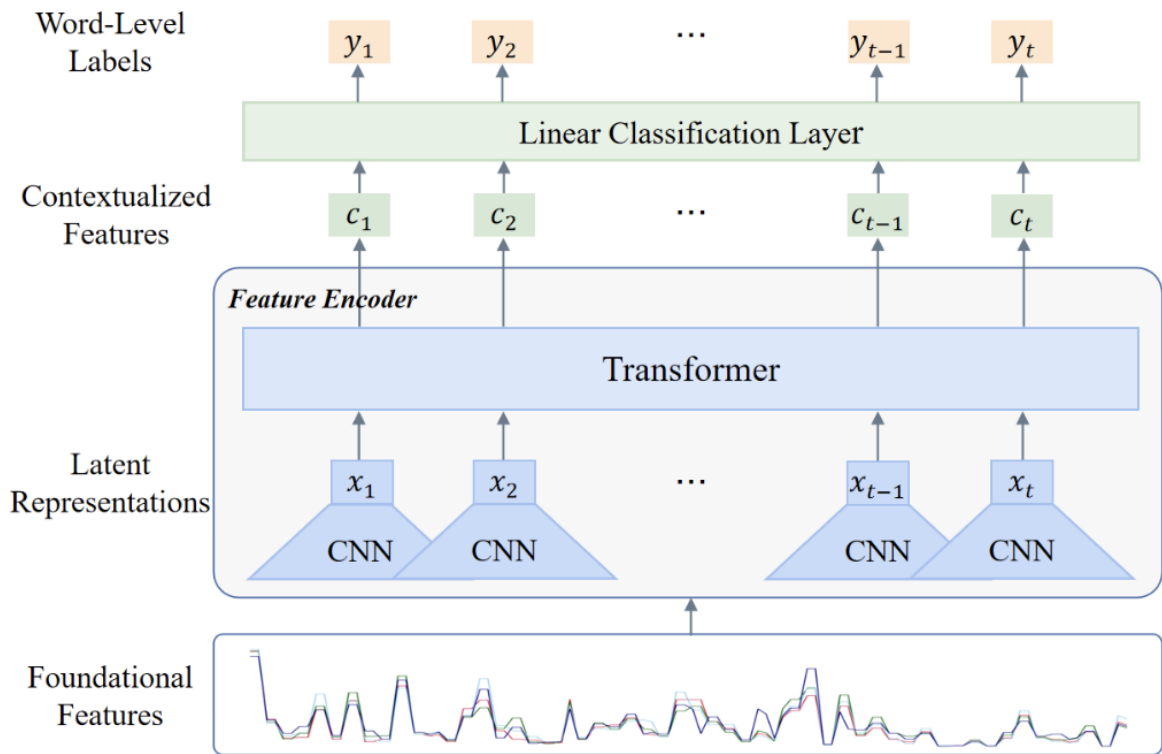 Word-Level
Labels
y₁ y₂ ... yₜ₋₁ yₜ
Linear Classification Layer
Contextualized
Features
c₁ c₂ ... cₜ₋₁ cₜ
Feature Encoder
Transformer
Latent
Representations
x₁ x₂ ... xₜ₋₁ xₜ
CNN CNN CNN CNN
Foundational
Features